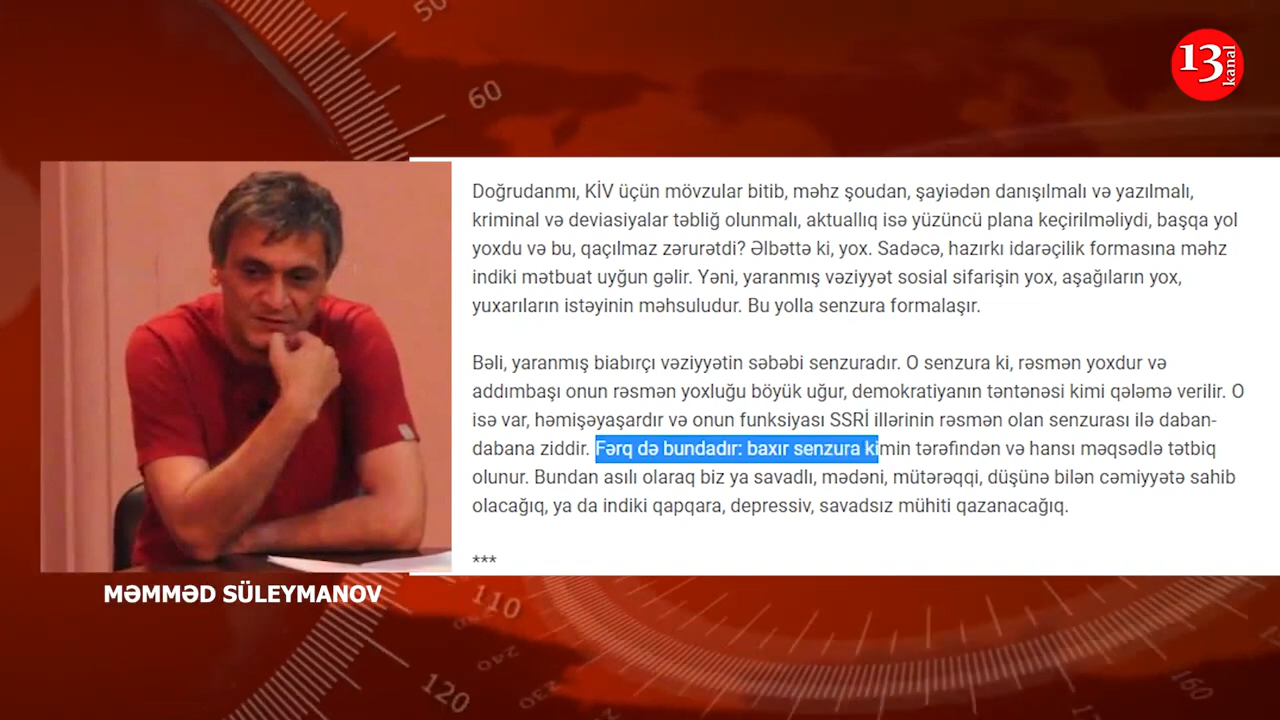 50
60
13
kanal
Doğrudanmı, KİV üçün mövzular bitib, məhz şoudan, şayiədən danışılmalı və yazılmalı,
kriminal və deviasiyalar təbliğ olunmalı, aktuallıq isə yüzüncü plana keçirilməliydi, başqa yol
yoxdu və bu, qaçılmaz zərurətdi? Əlbəttə ki, yox. Sadəcə, hazırkı idarəçilik formasına məhz
indiki mətbuat uyğun gəlir. Yəni, yaranmış vəziyyət sosial sifarişin yox, aşağıların yox,
yuxarıların istəyinin məhsuludur. Bu yolla senzura formalaşır.
Bəli, yaranmış biabırçı vəziyyətin səbəbi senzuradır. O senzura ki, rəsmən yoxdur və
addımbaşı onun rəsmən yoxluğu böyük uğur, demokratiyanın təntənəsi kimi qələmə verilir. O
isə var, həmişəyaşardır və onun funksiyası SSRİ illərinin rəsmən olan senzurası ilə daban-
dabana ziddir. Fərq də bundadır: baxır senzura kimin tərəfindən və hansı məqsədlə tətbiq
olunur. Bundan asılı olaraq biz ya savadlı, mədəni, mütərəqqi, düşünə bilən cəmiyyətə sahib
olacağıq, ya da indiki qapqara, depressiv, savadsız mühiti qazanacağıq.
***
MƏMMƏD SÜLEYMANOV
110
120
240
160